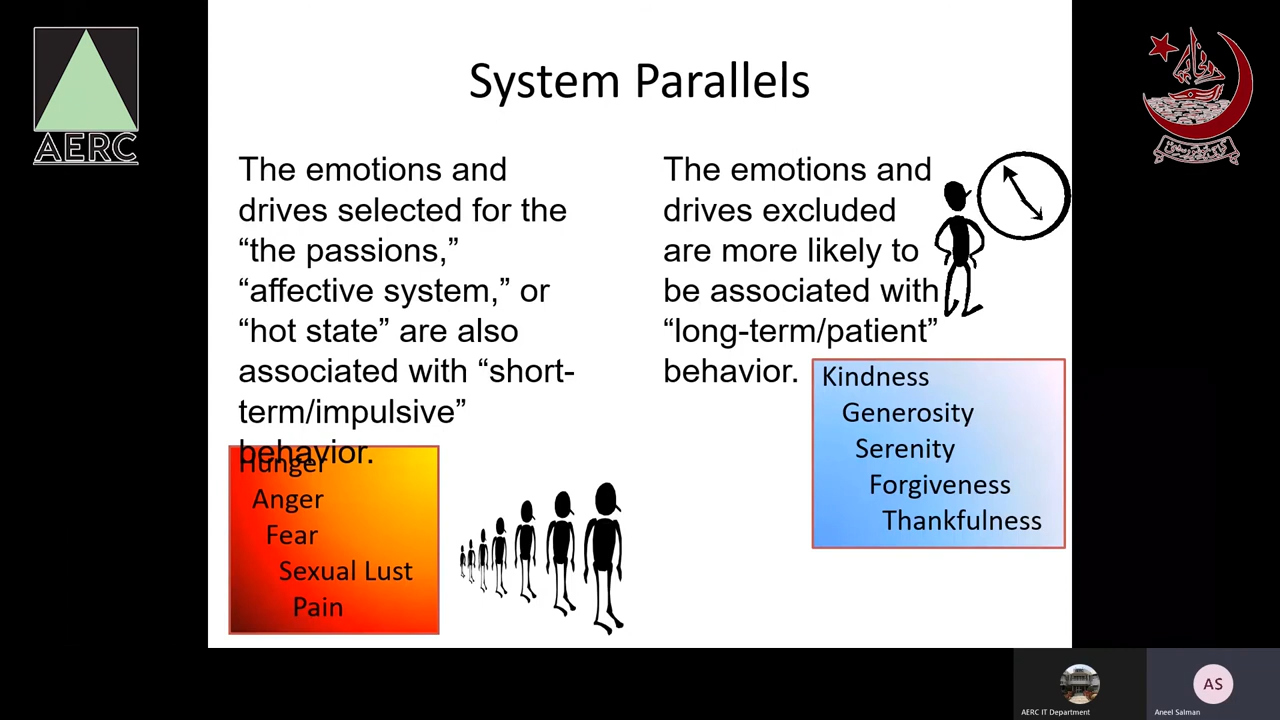 AERC
System Parallels
The emotions and
drives selected for the
“the passions,”
“affective system,” or
“hot state” are also
associated with “short-
term/impulsive”
behavior.
Hunger
Anger
Fear
Sexual Lust
Pain
The emotions and
drives excluded
are more likely to
be associated with
“long-term/patient”
behavior.
Kindness
Generosity
Serenity
Forgiveness
Thankfulness
AERC IT Department
AS
Aneel Salman